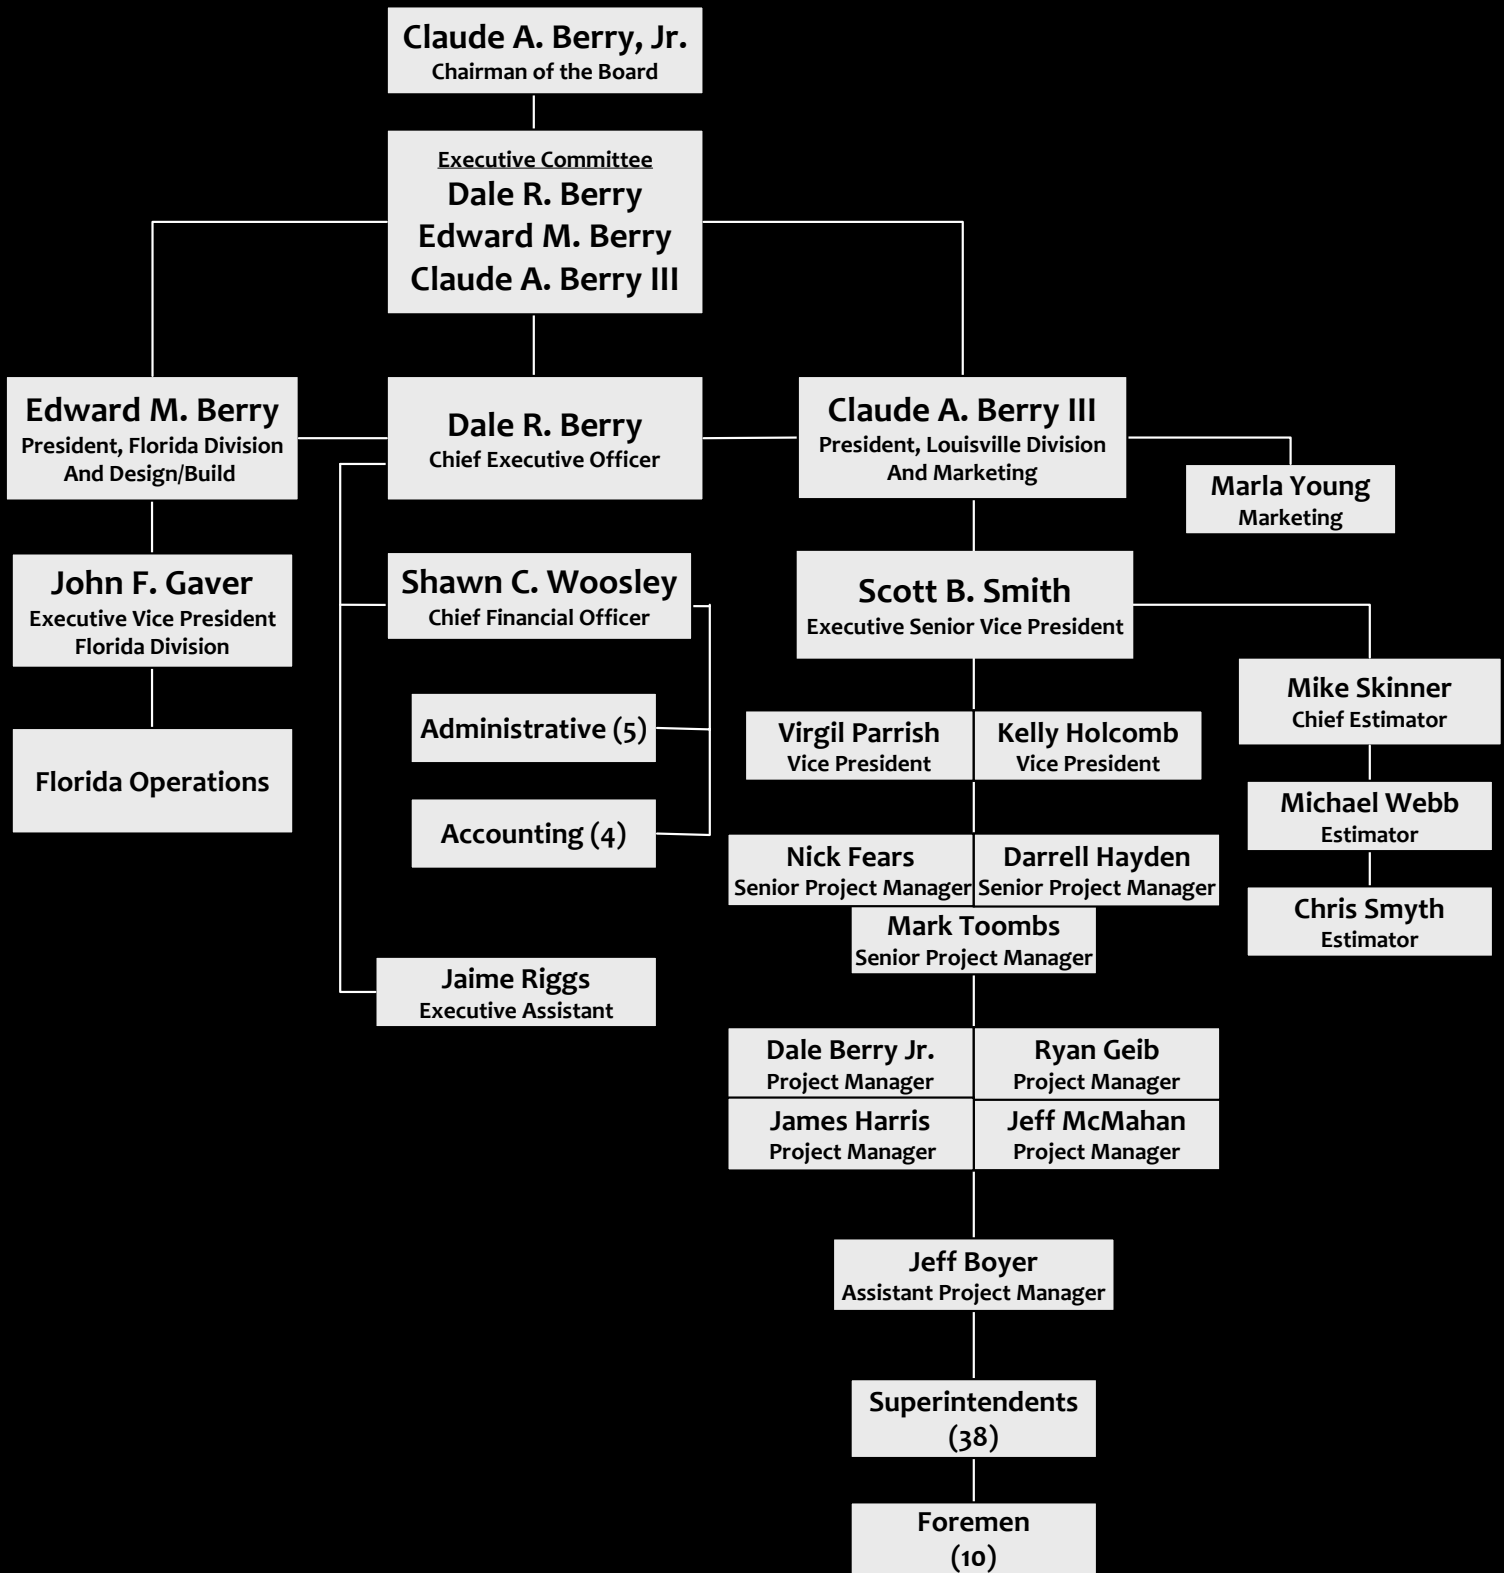 Claude A. Berry, Jr.
Chairman of the Board
Executive Committee
Dale R. Berry
Edward M. Berry
Claude A. Berry III
Edward M. Berry
President, Florida Division
And Design/Build
Dale R. Berry
Chief Executive Officer
Claude A. Berry III
President, Louisville Division
And Marketing
Marla Young
Marketing
John F. Gaver
Executive Vice President
Florida Division
Shawn C. Woosley
Chief Financial Officer
Scott B. Smith
Executive Senior Vice President
Mike Skinner
Chief Estimator
Florida Operations
Administrative (5)
Virgil Parrish
Vice President
Kelly Holcomb
Vice President
Michael Webb
Estimator
Accounting (4)
Nick Fears
Senior Project Manager
Darrell Hayden
Senior Project Manager
Mark Toombs
Senior Project Manager
Chris Smyth
Estimator
Jaime Riggs
Executive Assistant
Dale Berry Jr.
Project Manager
Ryan Geib
Project Manager
James Harris
Project Manager
Jeff McMahan
Project Manager
Jeff Boyer
Assistant Project Manager
Superintendents
(38)
Foremen
(10)